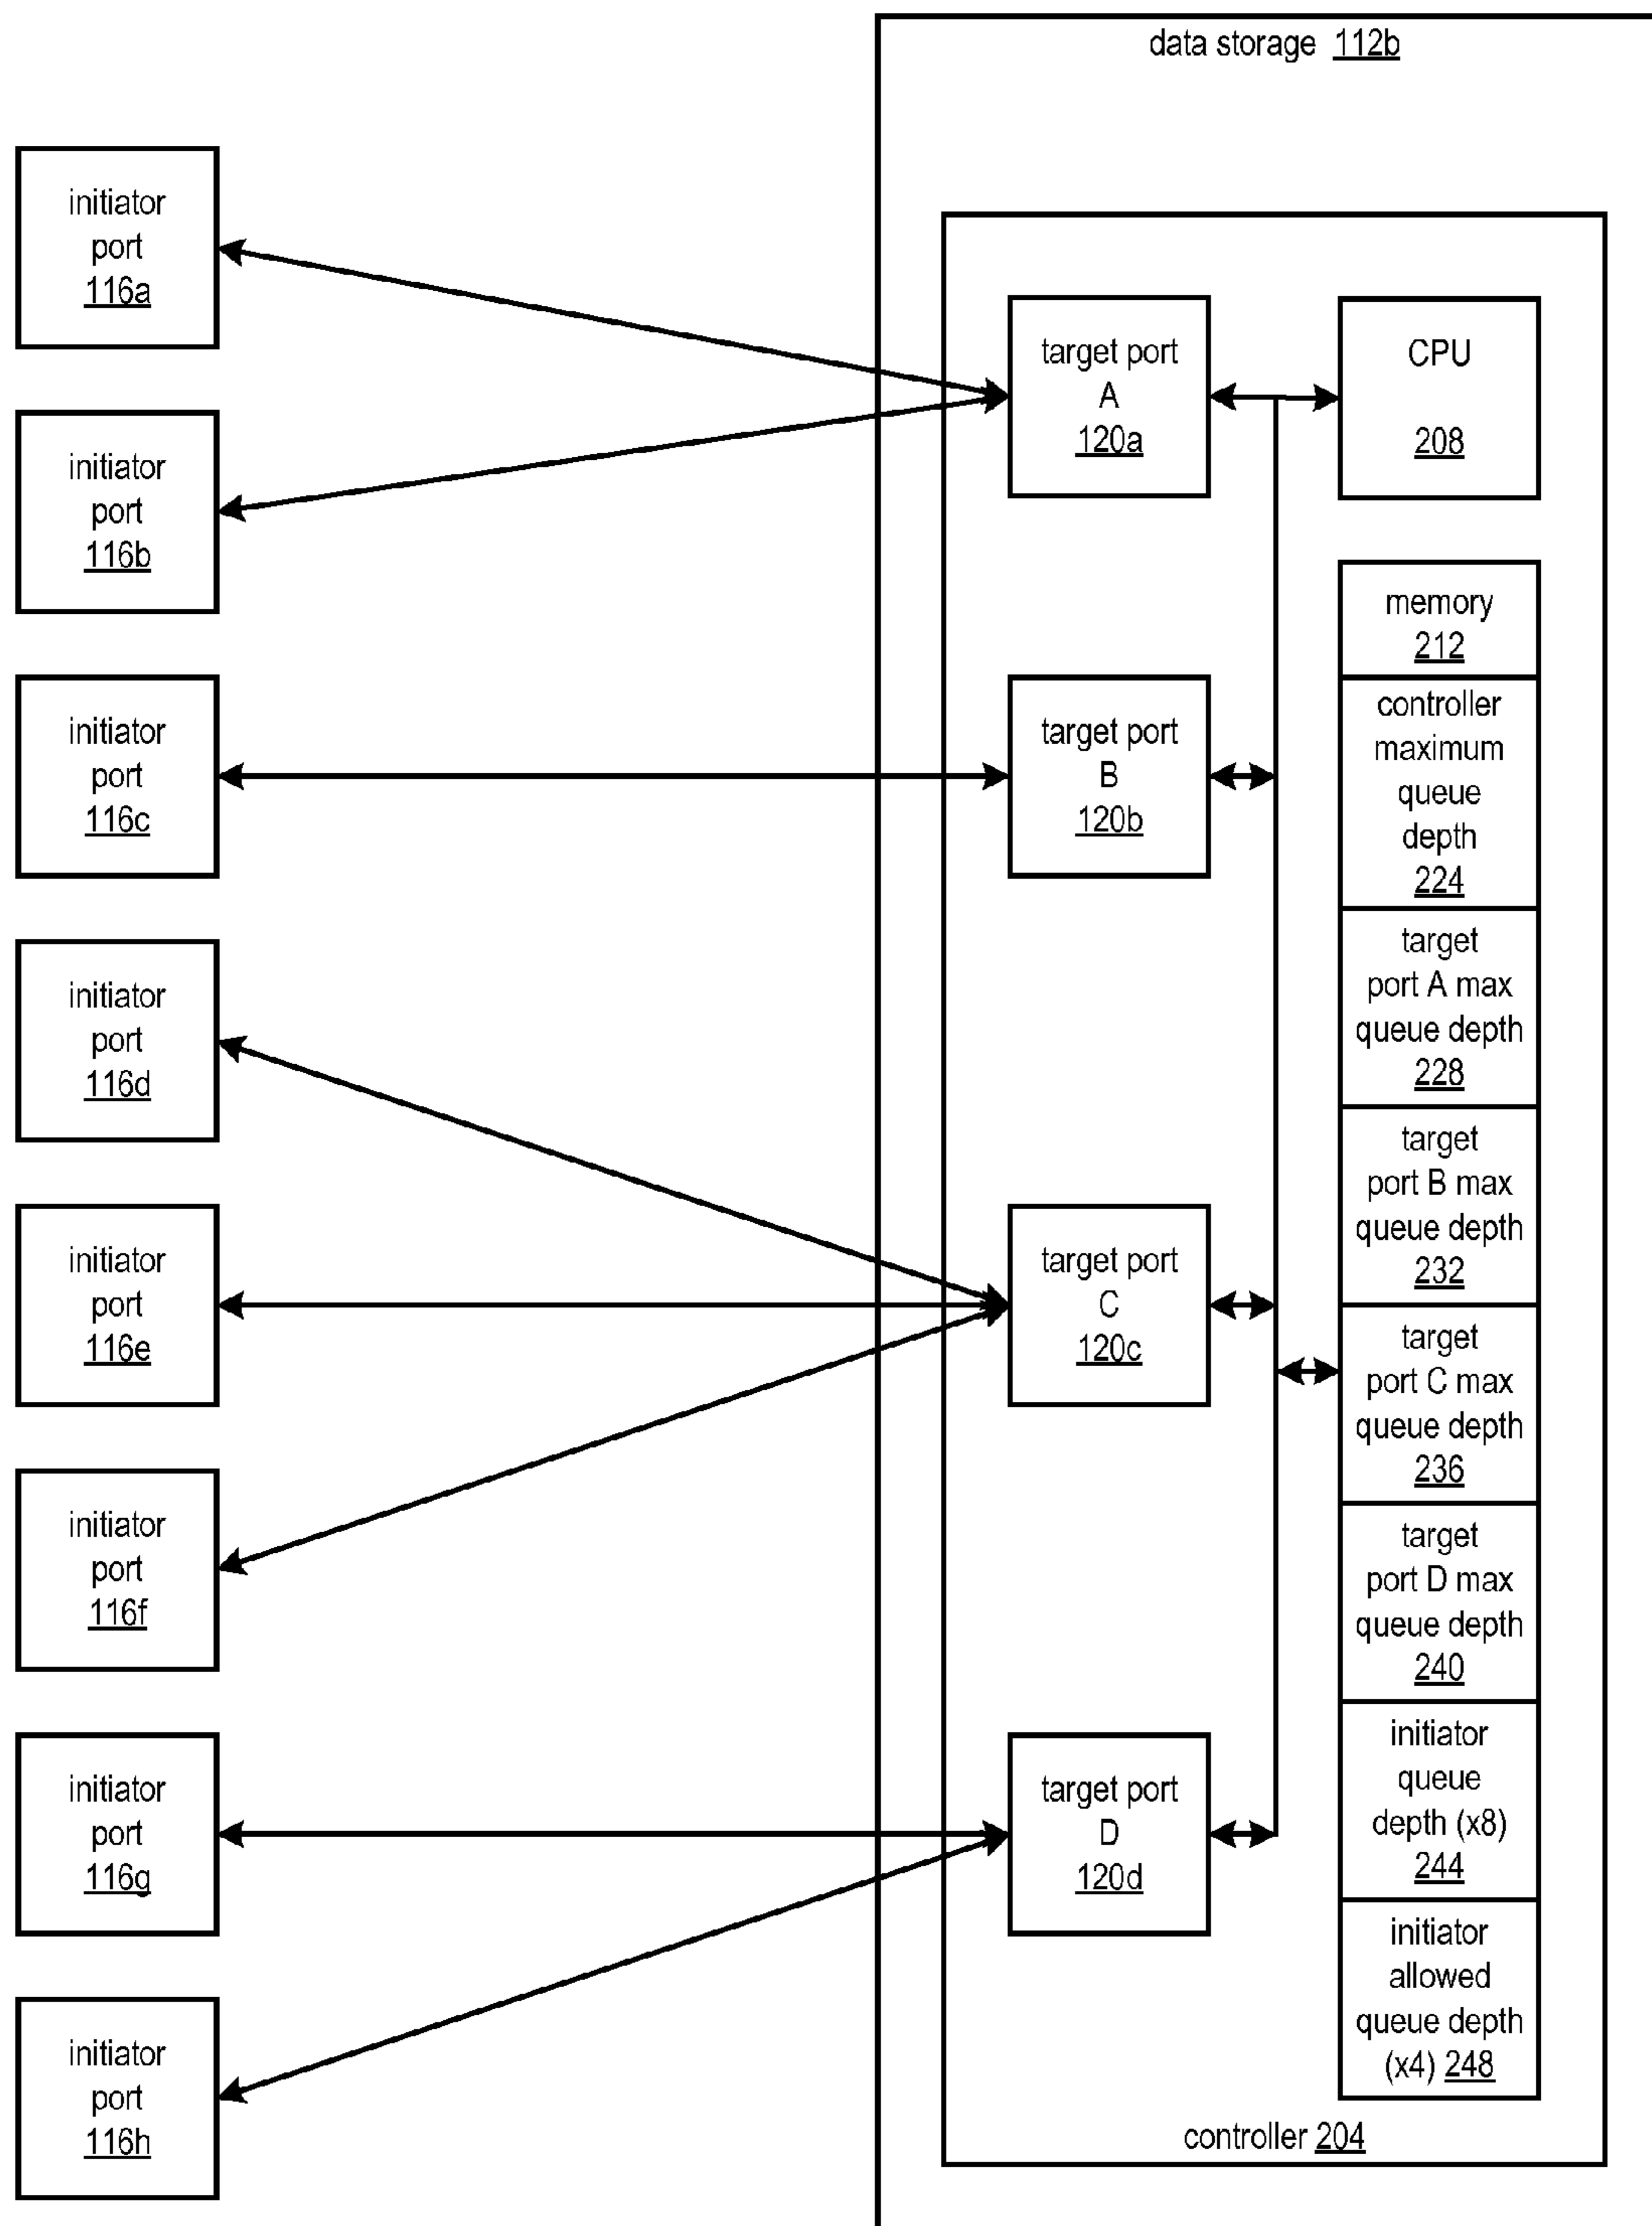 data storage 112b
initiator
port
116a
initiator
port
116b
initiator
port
116c
initiator
port
116d
initiator
port
116e
initiator
port
116f
initiator
port
116g
initiator
port
116h
target port
A
120a
target port
B
120b
target port
C
120c
target port
D
120d
CPU
208
memory
212
controller
maximum
queue
depth
224
target
port A max
queue depth
228
target
port B max
queue depth
232
target
port C max
queue depth
236
target
port D max
queue depth
240
initiator
queue
depth (x8)
244
initiator
allowed
queue depth
(x4) 248
controller 204